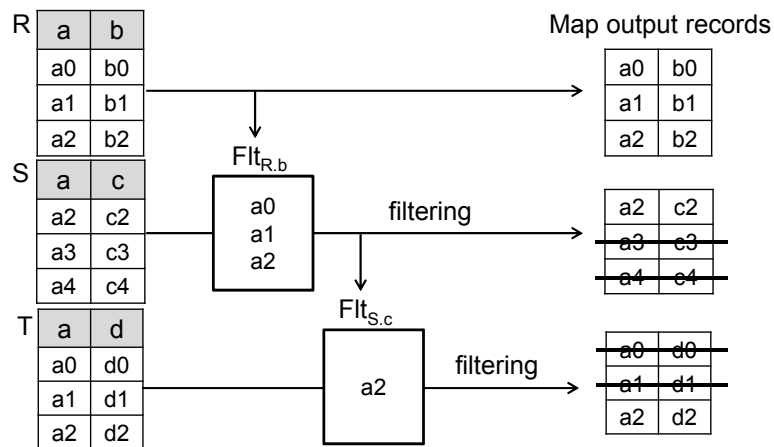 R
Map output records
a b
a0 b0
a1 b1
a2 b2
a0 b0
a1 b1
a2 b2
Flt R.b
S
a c
a2 c2
a3 c3
a4 c4
a0
a1
a2
filtering
a2 c2
a3 c3
a4 c4
Flt S.c
T
a d
a0 d0
a1 d1
a2 d2
a2
filtering
a0 d0
a1 d1
a2 d2